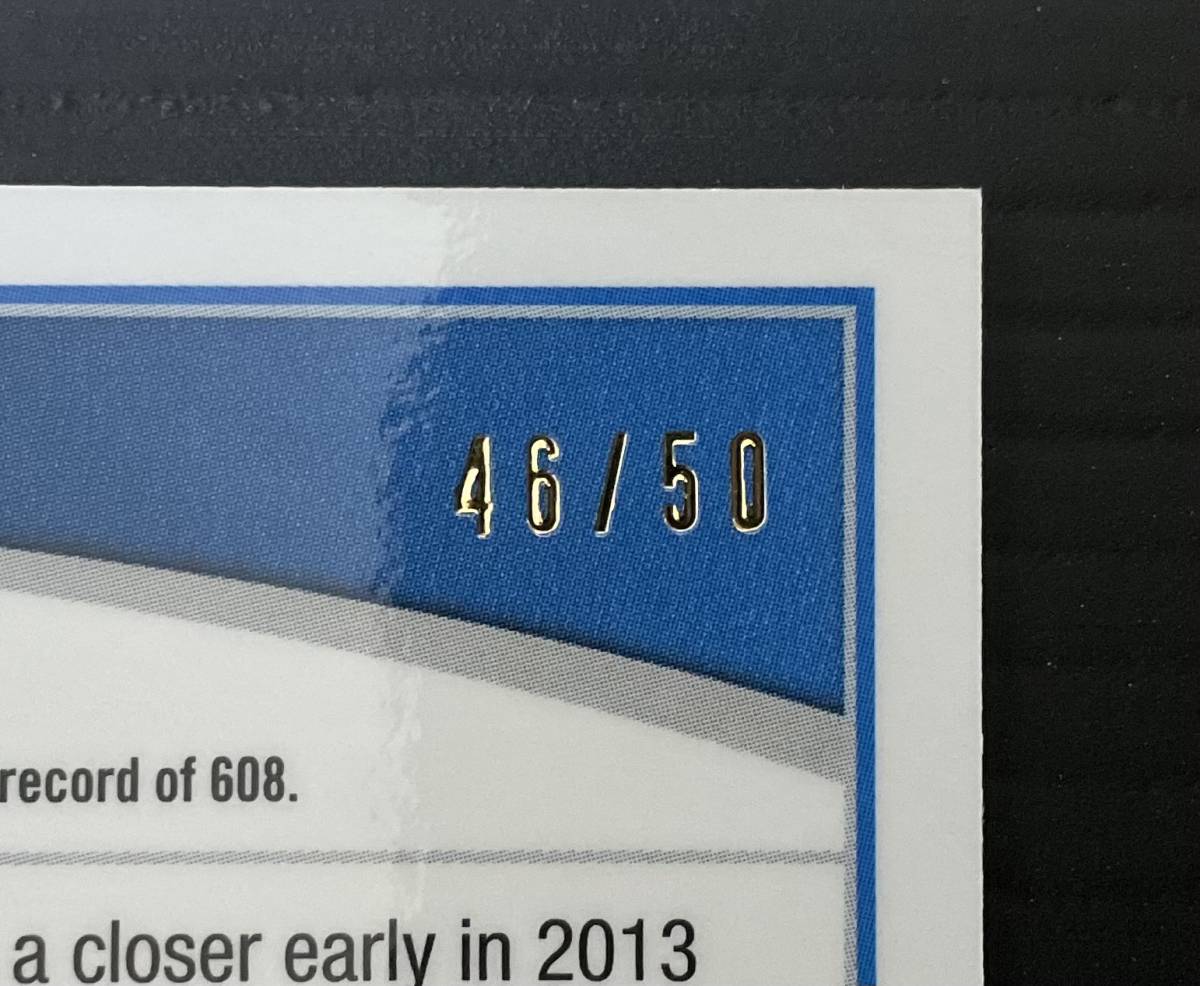 46/50
record of 608.
a closer early in 2013